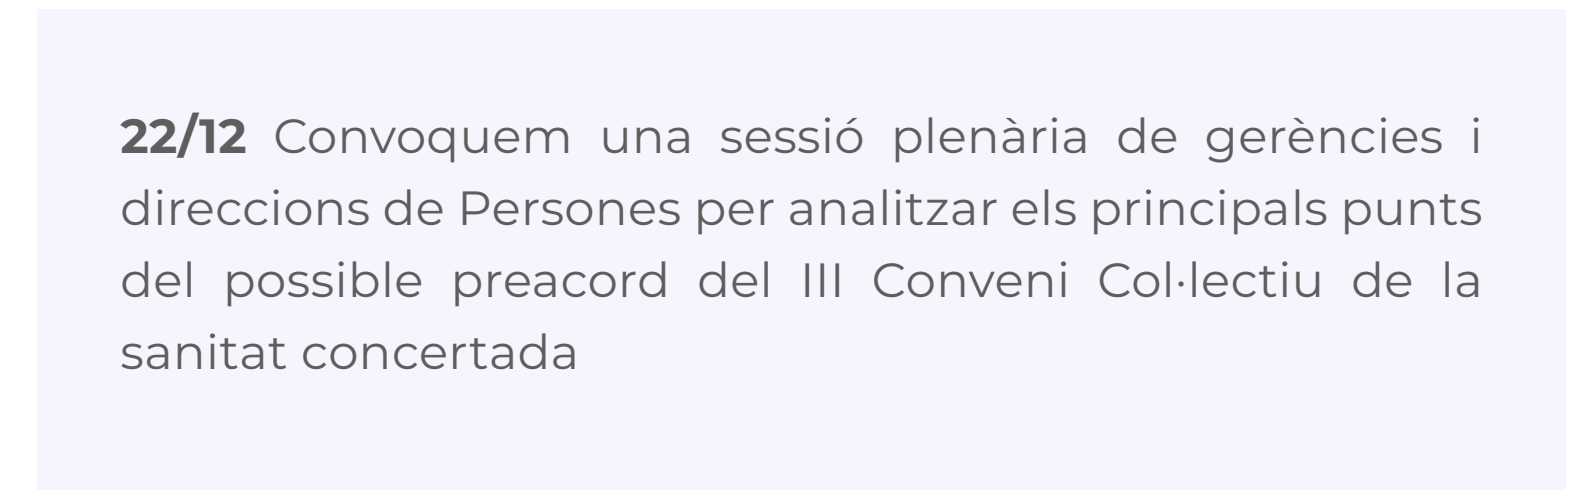 22/12 Convoquem una sessió plenària de gerències i
direccions de Persones per analitzar els principals punts
del possible preacord del III Conveni Col·lectiu de la
sanitat concertada